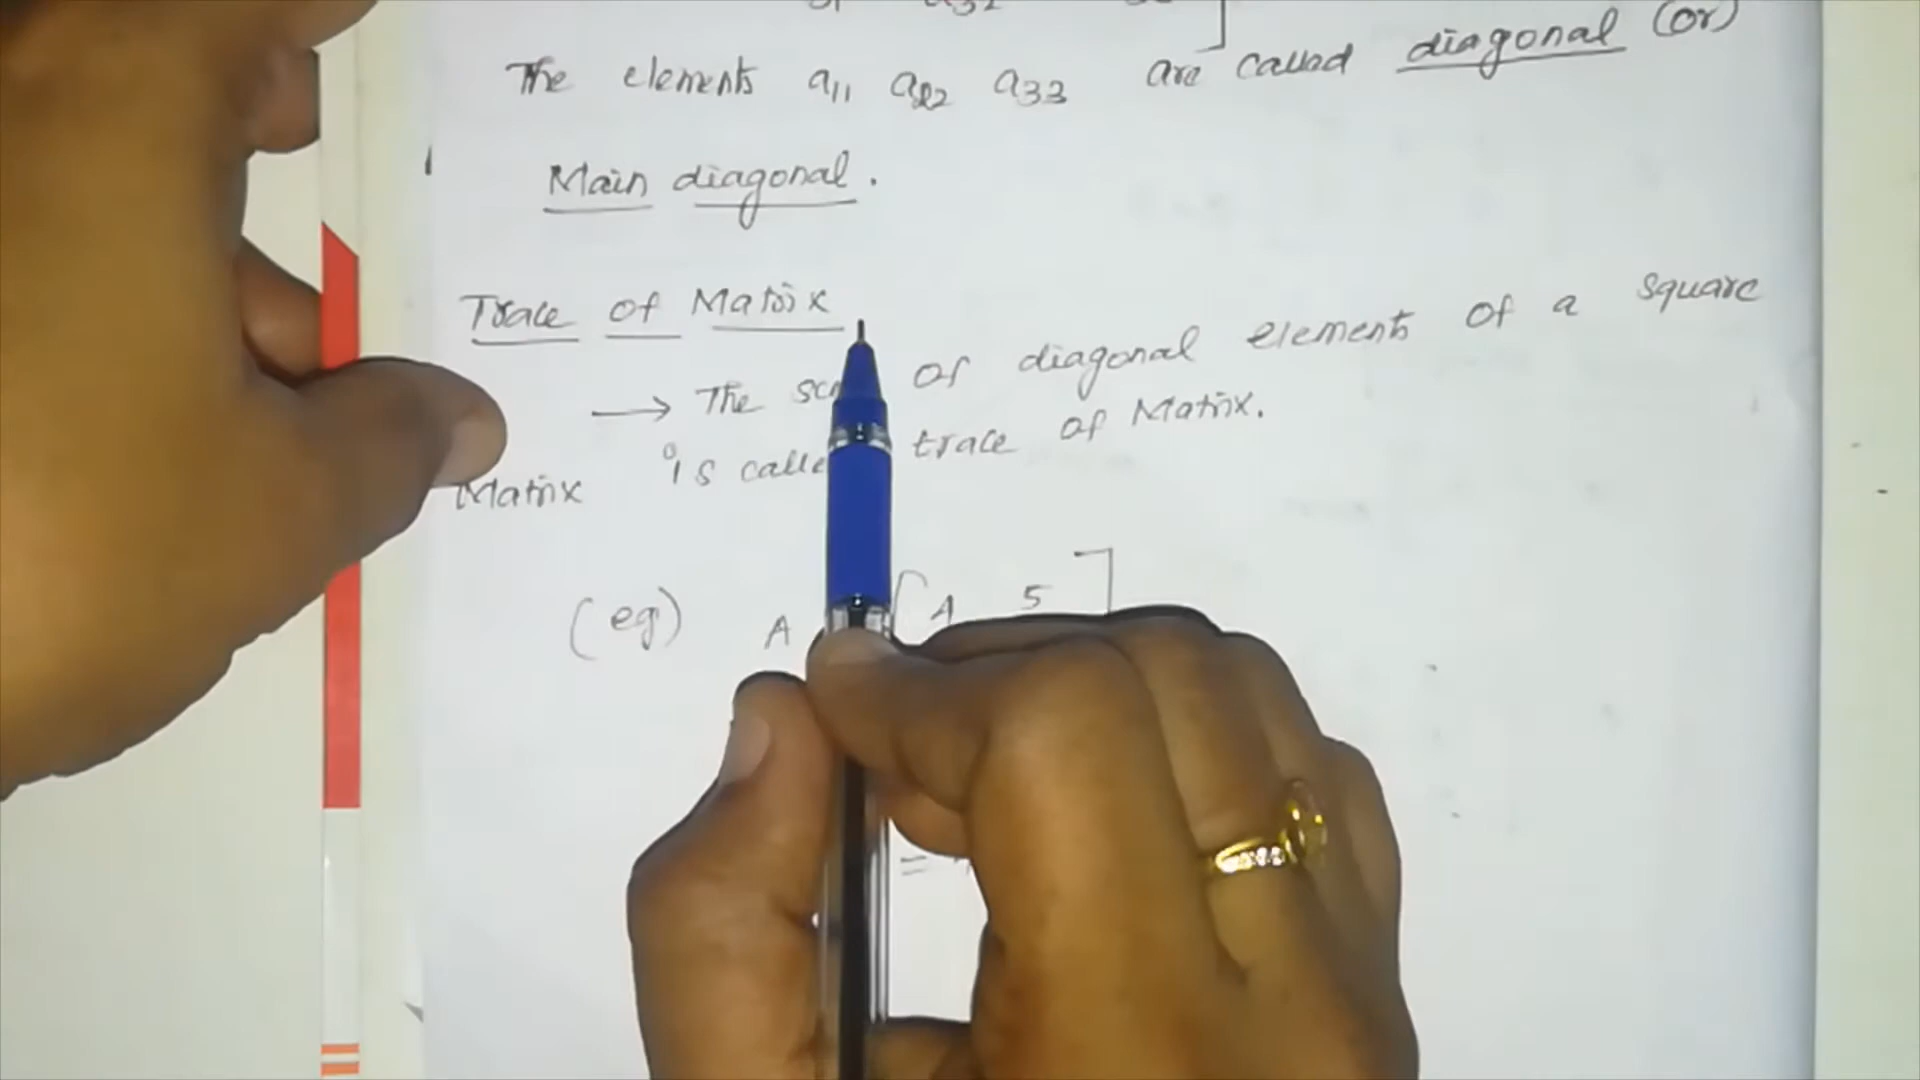 The elements a11 a22 a33 are called diagonal (or)
Main diagonal.
Trace of Matrix
→ The of diagonal elements of a square
Matrix is trace of Matrix.
(eg) A 4 5
=